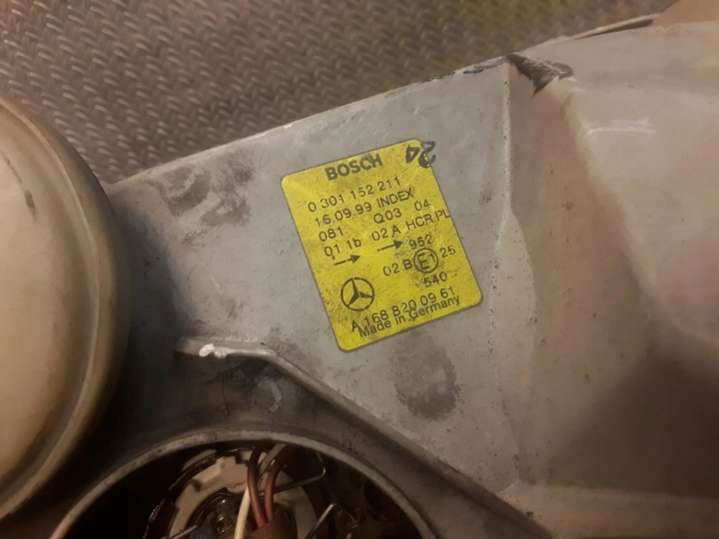 BOSCH
24
0 301 152 211
16.09.99 INDEX
081 Q03 04
01 1b 02 A HCR PL
962
02 B E1 25
540
A 168 820 09 61
Made in Germany